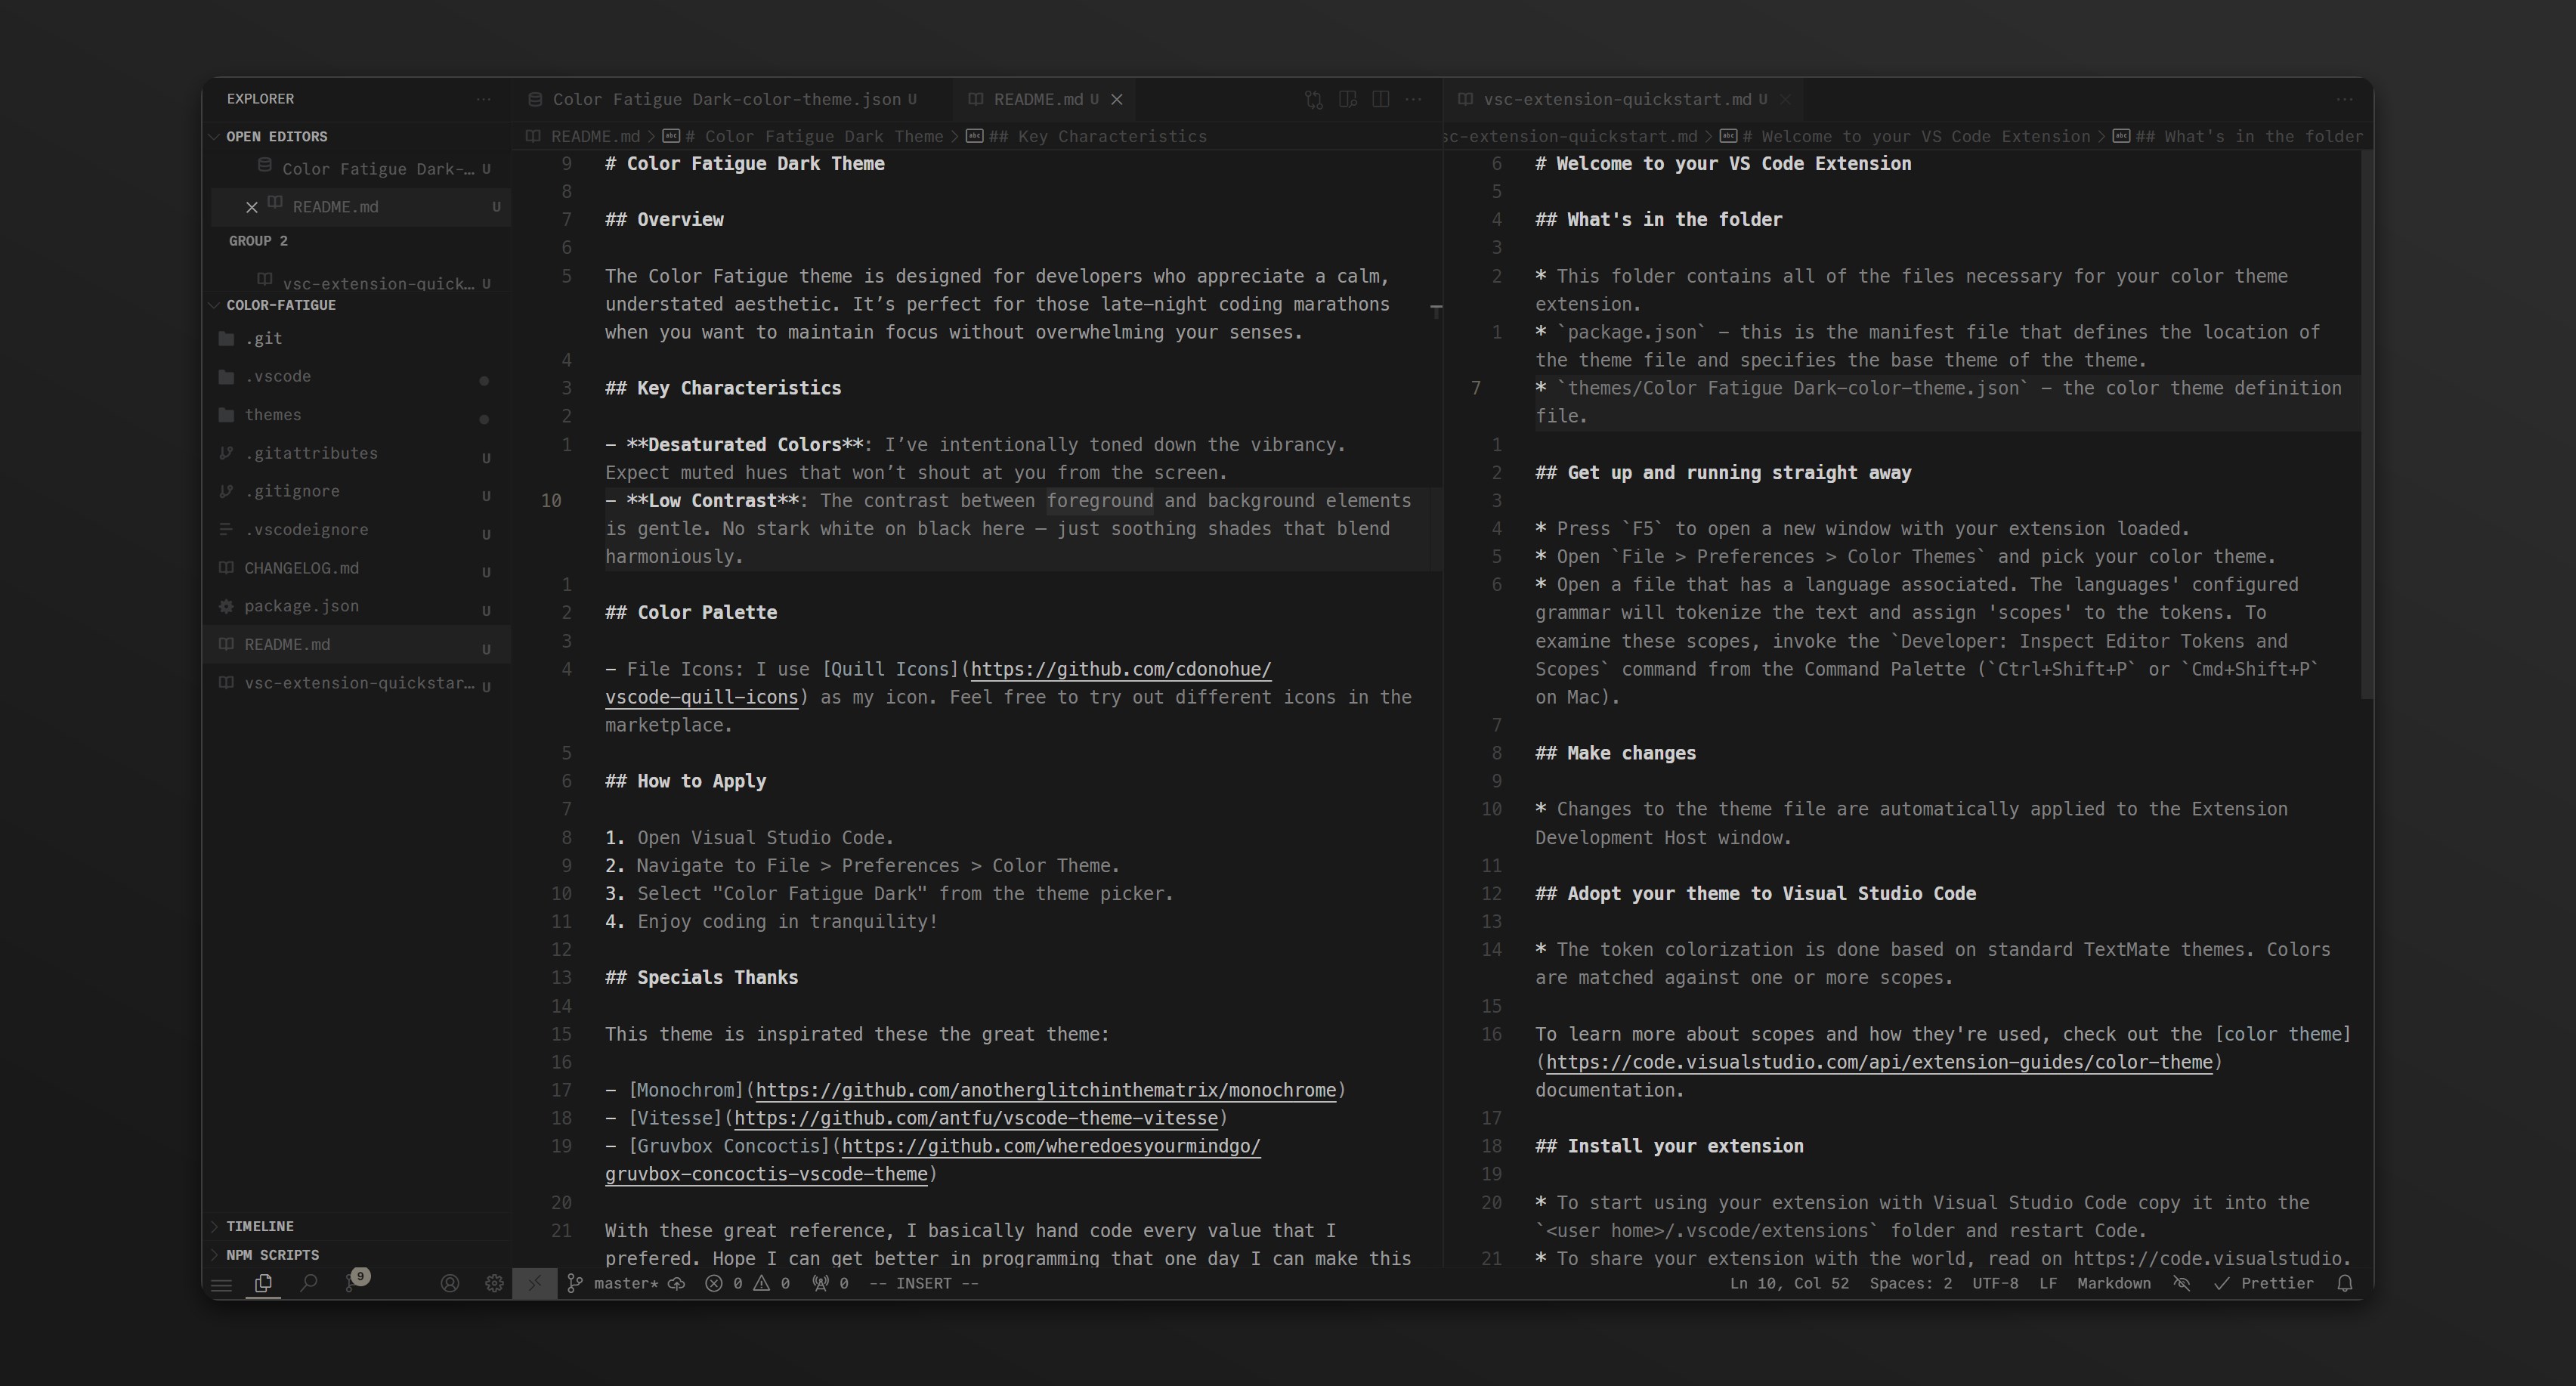 EXPLORER
OPEN EDITORS
Color Fatigue Dark-... U
README.md U
GROUP 2
vsc-extension-quick... U
COLOR-FATIGUE
.git
.vscode
themes
.gitattributes U
.gitignore U
.vscodeignore U
CHANGELOG.md U
package.json U
README.md U
vsc-extension-quickstar... U
TIMELINE
NPM SCRIPTS
9
Color Fatigue Dark-color-theme.json U
README.md U
README.md > # Color Fatigue Dark Theme > ## Key Characteristics
9 # Color Fatigue Dark Theme
8
7 ## Overview
6
5 The Color Fatigue theme is designed for developers who appreciate a calm,
understated aesthetic. It’s perfect for those late-night coding marathons
when you want to maintain focus without overwhelming your senses.
4
3 ## Key Characteristics
2
1 - **Desaturated Colors**: I’ve intentionally toned down the vibrancy.
Expect muted hues that won’t shout at you from the screen.
10 - **Low Contrast**: The contrast between foreground and background elements
is gentle. No stark white on black here — just soothing shades that blend
harmoniously.
1
2 ## Color Palette
3
4 - File Icons: I use [Quill Icons](https://github.com/cdonohue/
vscode-quill-icons) as my icon. Feel free to try out different icons in the
marketplace.
5
6 ## How to Apply
7
8 1. Open Visual Studio Code.
9 2. Navigate to File > Preferences > Color Theme.
10 3. Select "Color Fatigue Dark" from the theme picker.
11 4. Enjoy coding in tranquility!
12
13 ## Specials Thanks
14
15 This theme is inspirated these the great theme:
16
17 - [Monochrom](https://github.com/anotherglitchinthematrix/monochrome)
18 - [Vitesse](https://github.com/antfu/vscode-theme-vitesse)
19 - [Gruvbox Concoctis](https://github.com/wheredoesyourmindgo/
gruvbox-concoctis-vscode-theme)
20
21 With these great reference, I basically hand code every value that I
prefered. Hope I can get better in programming that one day I can make this
vsc-extension-quickstart.md U
sc-extension-quickstart.md > # Welcome to your VS Code Extension > ## What's in the folder
6 # Welcome to your VS Code Extension
5
4 ## What's in the folder
3
2 * This folder contains all of the files necessary for your color theme
extension.
1 * `package.json` - this is the manifest file that defines the location of
the theme file and specifies the base theme of the theme.
7 * `themes/Color Fatigue Dark-color-theme.json` - the color theme definition
file.
1
2 ## Get up and running straight away
3
4 * Press `F5` to open a new window with your extension loaded.
5 * Open `File > Preferences > Color Themes` and pick your color theme.
6 * Open a file that has a language associated. The languages' configured
grammar will tokenize the text and assign 'scopes' to the tokens. To
examine these scopes, invoke the `Developer: Inspect Editor Tokens and
Scopes` command from the Command Palette (`Ctrl+Shift+P` or `Cmd+Shift+P`
on Mac).
7
8 ## Make changes
9
10 * Changes to the theme file are automatically applied to the Extension
Development Host window.
11
12 ## Adopt your theme to Visual Studio Code
13
14 * The token colorization is done based on standard TextMate themes. Colors
are matched against one or more scopes.
15
16 To learn more about scopes and how they're used, check out the [color theme]
(https://code.visualstudio.com/api/extension-guides/color-theme)
documentation.
17
18 ## Install your extension
19
20 * To start using your extension with Visual Studio Code copy it into the
`<user home>/.vscode/extensions` folder and restart Code.
21 * To share your extension with the world, read on https://code.visualstudio.
master* 0 0 0 -- INSERT --
Ln 10, Col 52 Spaces: 2 UTF-8 LF Markdown Prettier